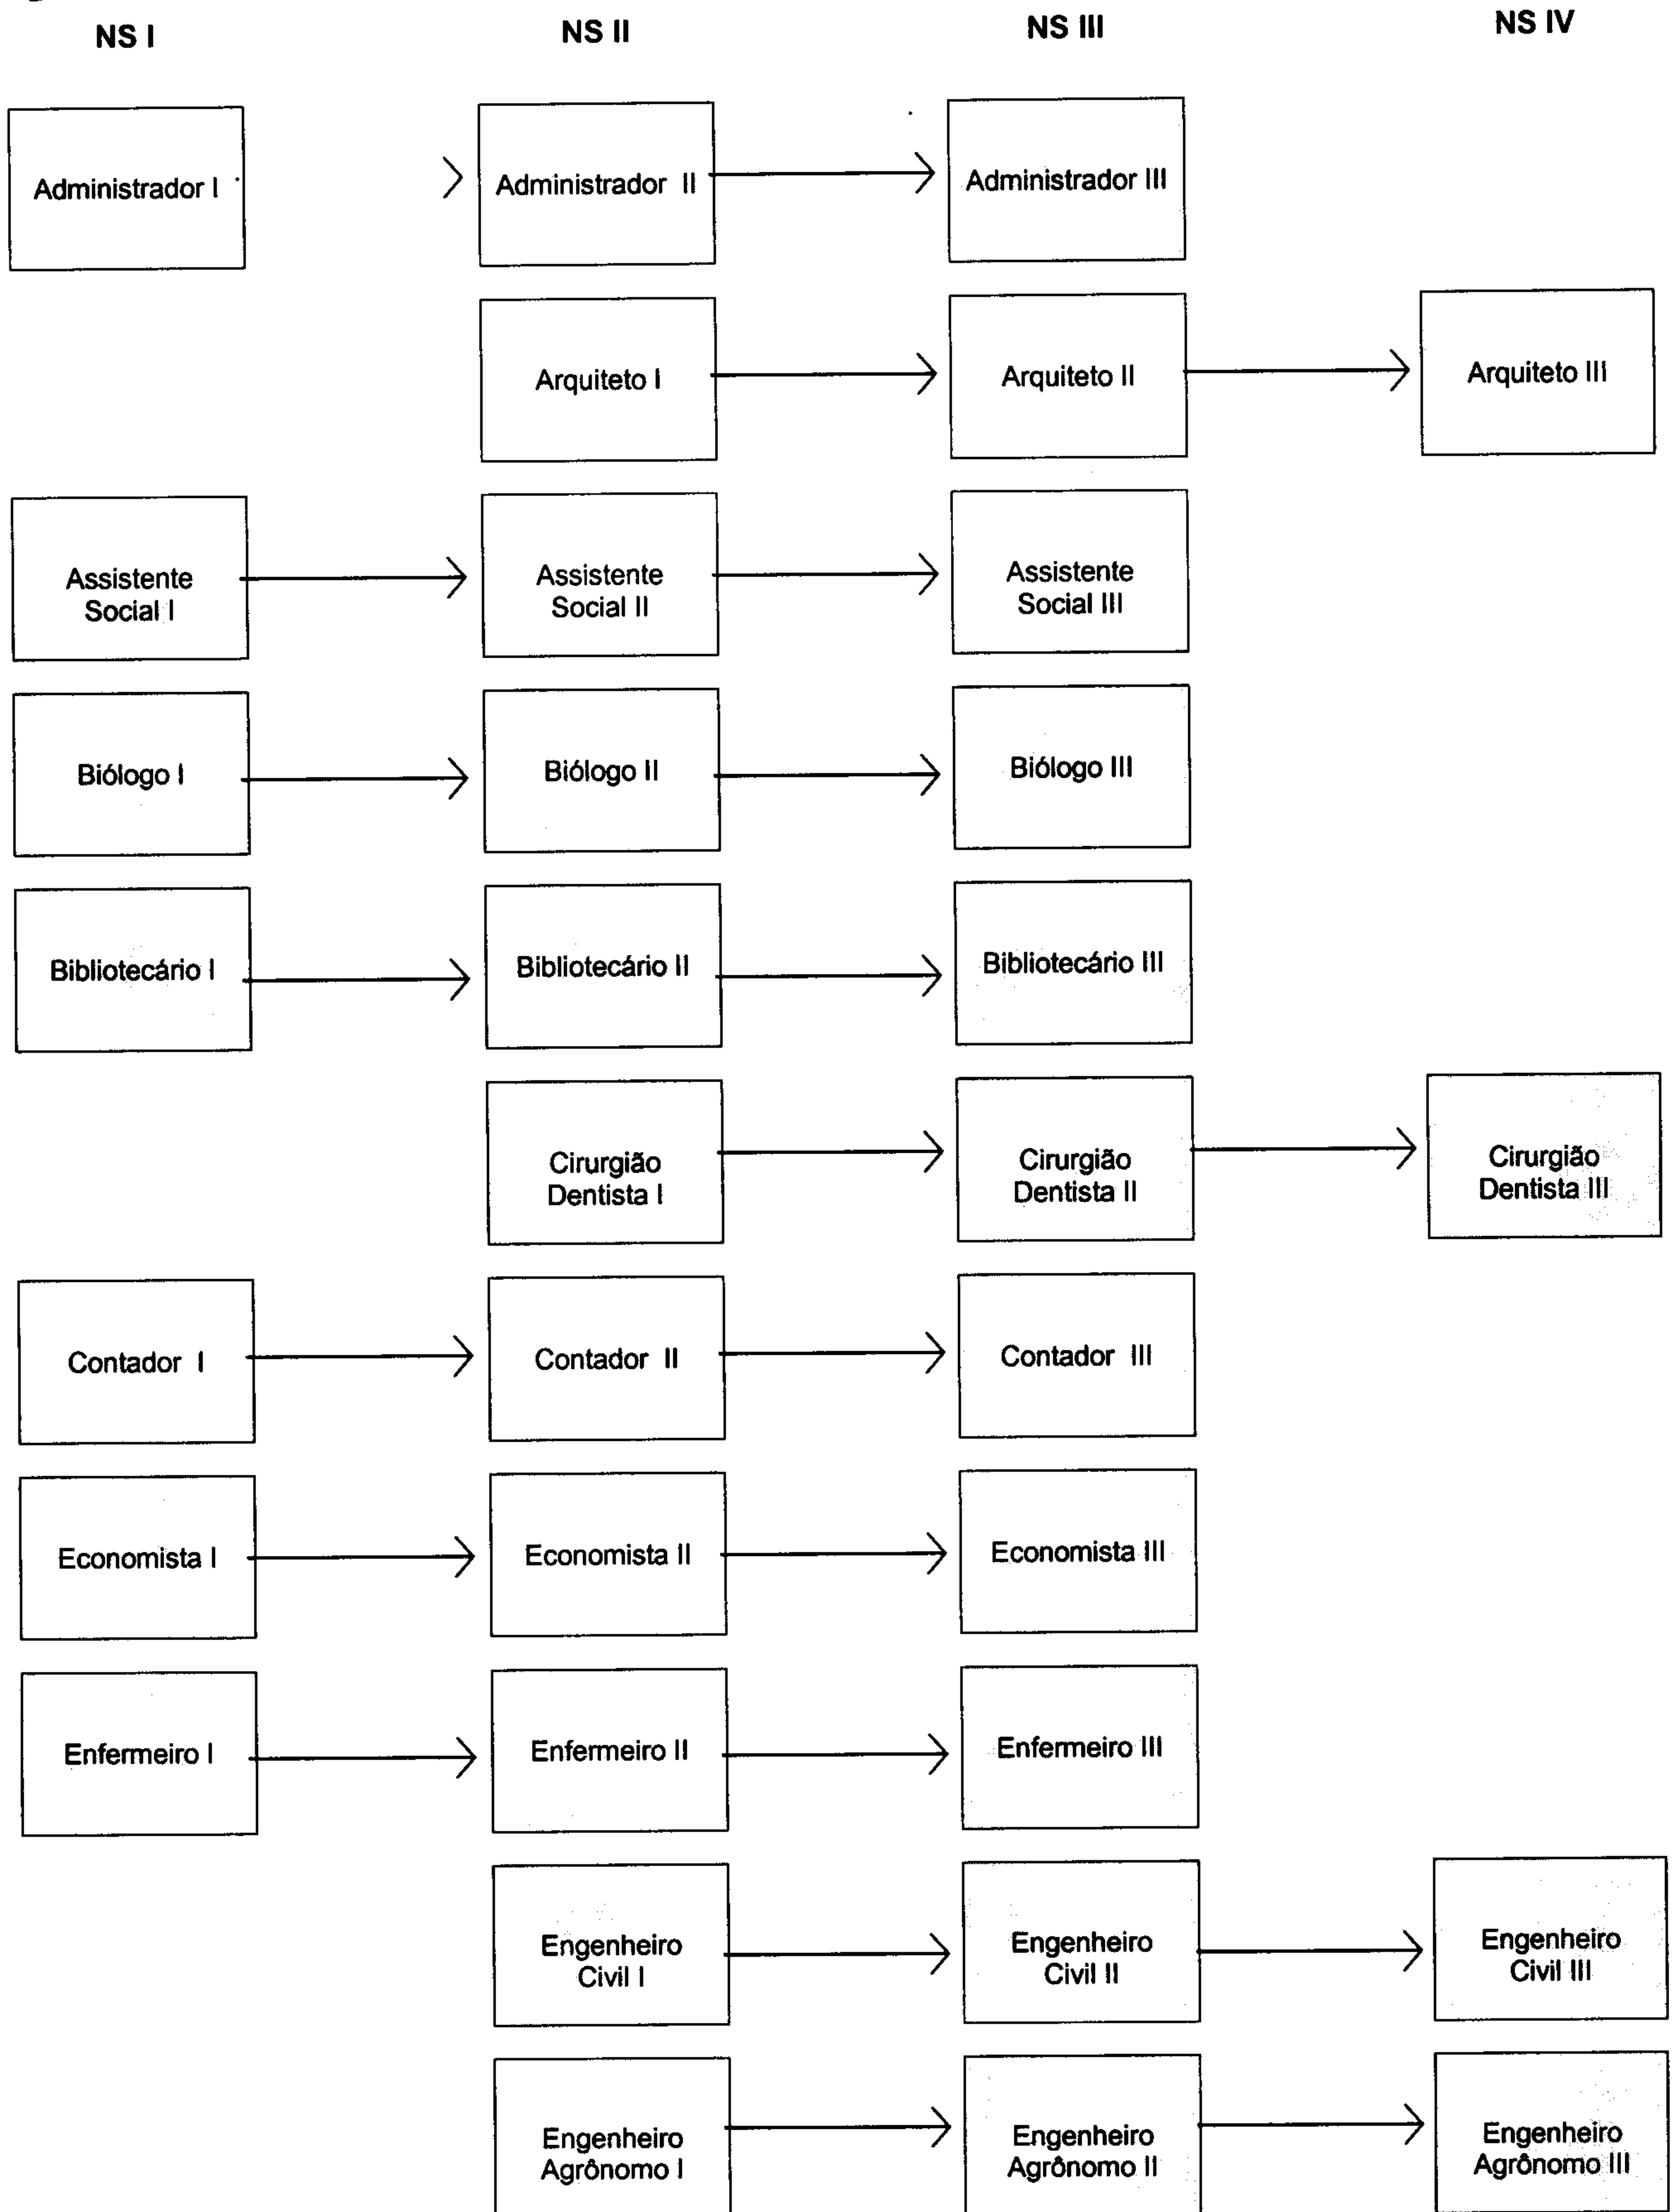 NS I
NS II
NS III
NS IV
Administrador I
Administrador II
Administrador III
Arquiteto I
Arquiteto II
Arquiteto III
Assistente
Social I
Assistente
Social II
Assistente
Social III
Biólogo I
Biólogo II
Biólogo III
Bibliotecário I
Bibliotecário II
Bibliotecário III
Cirurgião
Dentista I
Cirurgião
Dentista II
Cirurgião
Dentista III
Contador I
Contador II
Contador III
Economista I
Economista II
Economista III
Enfermeiro I
Enfermeiro II
Enfermeiro III
Engenheiro
Civil I
Engenheiro
Civil II
Engenheiro
Civil III
Engenheiro
Agrônomo I
Engenheiro
Agrônomo II
Engenheiro
Agrônomo III